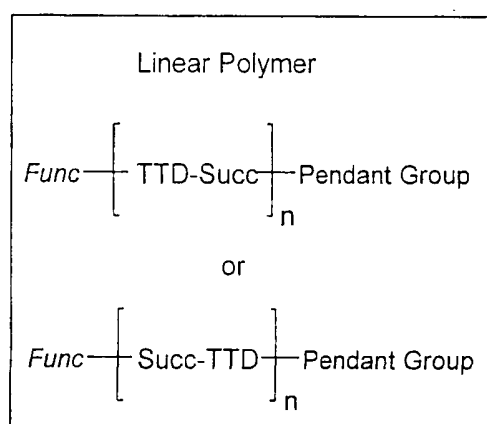 Linear Polymer
Func TTD-Succ Pendant Group
n
or
Func Succ-TTD Pendant Group
n